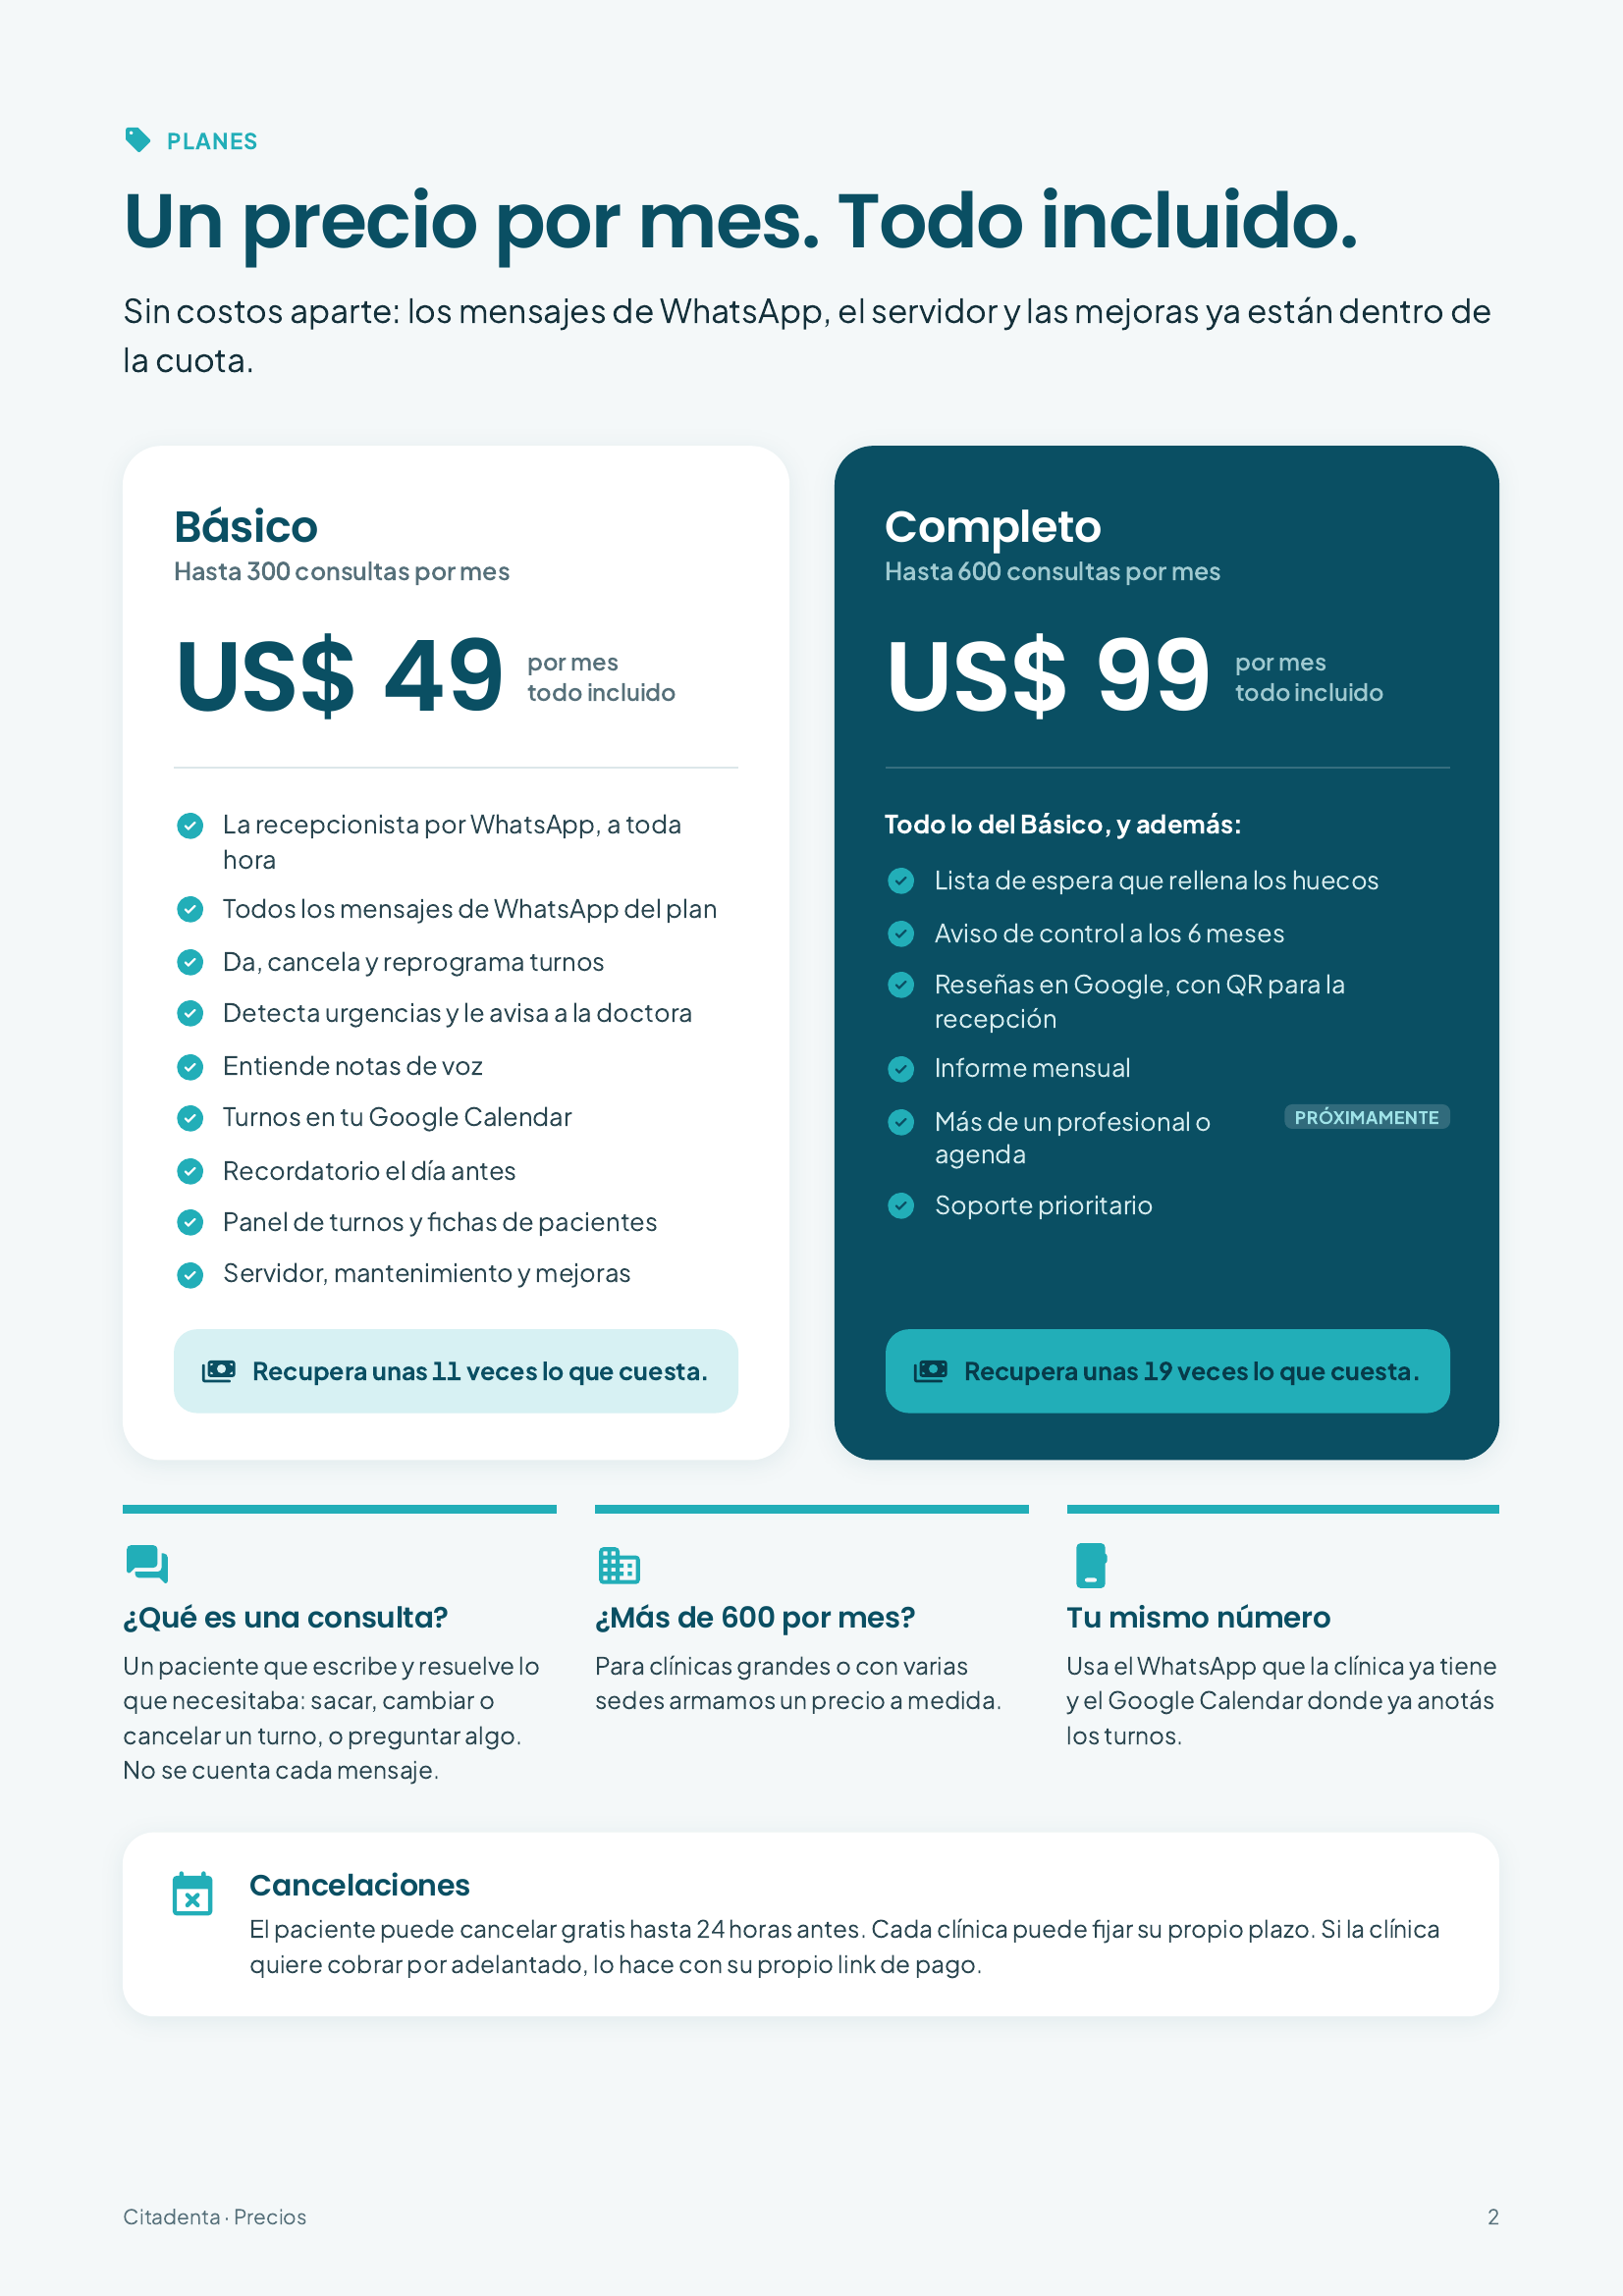 PLANES
Un precio por mes. Todo incluido.
Sin costos aparte: los mensajes de WhatsApp, el servidor y las mejoras ya están dentro de
la cuota.
Básico
Hasta 300 consultas por mes
US$ 49
por mes
todo incluido
La recepcionista por WhatsApp, a toda
hora
Todos los mensajes de WhatsApp del plan
Da, cancela y reprograma turnos
Detecta urgencias y le avisa a la doctora
Entiende notas de voz
Turnos en tu Google Calendar
Recordatorio el día antes
Panel de turnos y fichas de pacientes
Servidor, mantenimiento y mejoras
Recupera unas 11 veces lo que cuesta.
Completo
Hasta 600 consultas por mes
US$ 99
por mes
todo incluido
Todo lo del Básico, y además:
Lista de espera que rellena los huecos
Aviso de control a los 6 meses
Reseñas en Google, con QR para la
recepción
Informe mensual
Más de un profesional o
agenda
PRÓXIMAMENTE
Soporte prioritario
Recupera unas 19 veces lo que cuesta.
¿Qué es una consulta?
Un paciente que escribe y resuelve lo
que necesitaba: sacar, cambiar o
cancelar un turno, o preguntar algo.
No se cuenta cada mensaje.
¿Más de 600 por mes?
Para clínicas grandes o con varias
sedes armamos un precio a medida.
Tu mismo número
Usa el WhatsApp que la clínica ya tiene
y el Google Calendar donde ya anotás
los turnos.
Cancelaciones
El paciente puede cancelar gratis hasta 24 horas antes. Cada clínica puede fijar su propio plazo. Si la clínica
quiere cobrar por adelantado, lo hace con su propio link de pago.
Citadenta · Precios
2